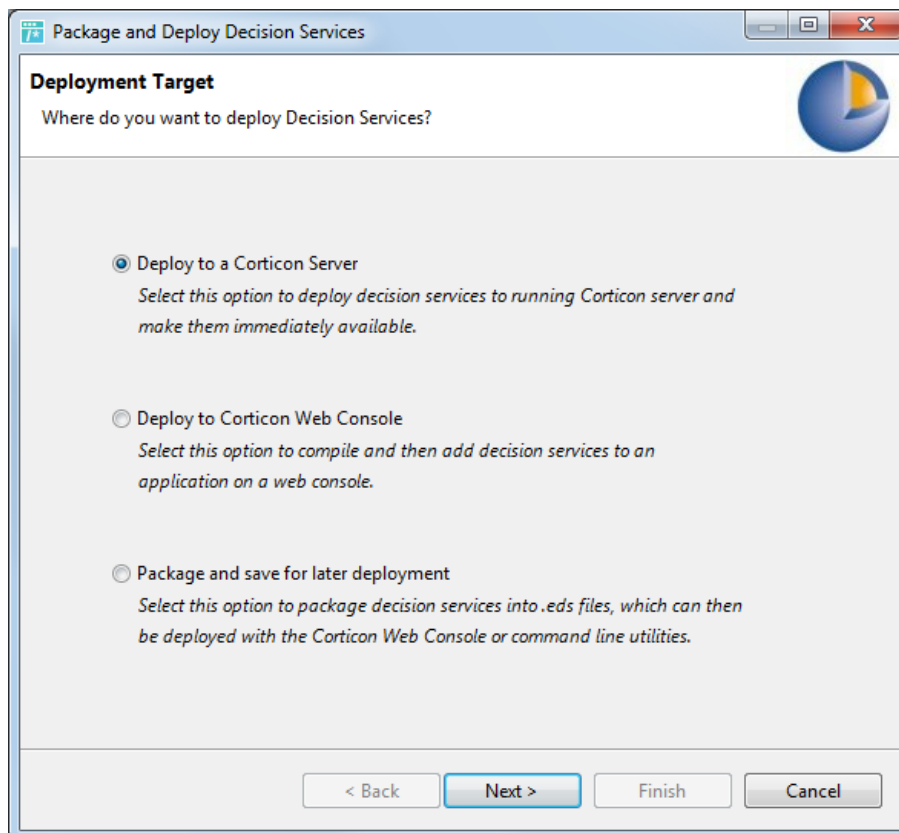 Package and Deploy Decision Services
Deployment Target
Where do you want to deploy Decision Services?
Deploy to a Corticon Server
Select this option to deploy decision services to running Corticon server and
make them immediately available.
Deploy to Corticon Web Console
Select this option to compile and then add decision services to an
application on a web console.
Package and save for later deployment
Select this option to package decision services into .eds files, which can then
be deployed with the Corticon Web Console or command line utilities.
< Back Next > Finish Cancel